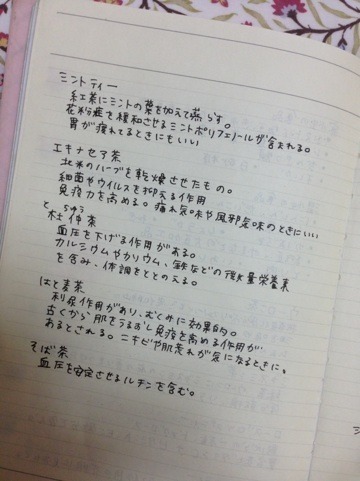 ミントティー
紅茶にミントの葉を加えて蒸らす。
花粉症を緩和させるミントポリフェノールが含まれる。
胃が疲れてるときにもいい
エキナセア茶
北米のハーブを乾燥させたもの。
細菌やウイルスを抑える作用
免疫力を高める。疲れ気味や風邪気味のときにいい
と ちゅう
杜仲茶
血圧を下げる作用がある。
カルシウムやカリウム、鉄などの微量栄養素
を含み、体調をととのえる。
はと麦茶
利尿作用があり、むくみに効果的。
古くから肌をうるおし免疫を高める作用が
あるとされる。ニキビや肌荒れが気になるときに。
そば茶
血圧を安定させるルチンを含む。